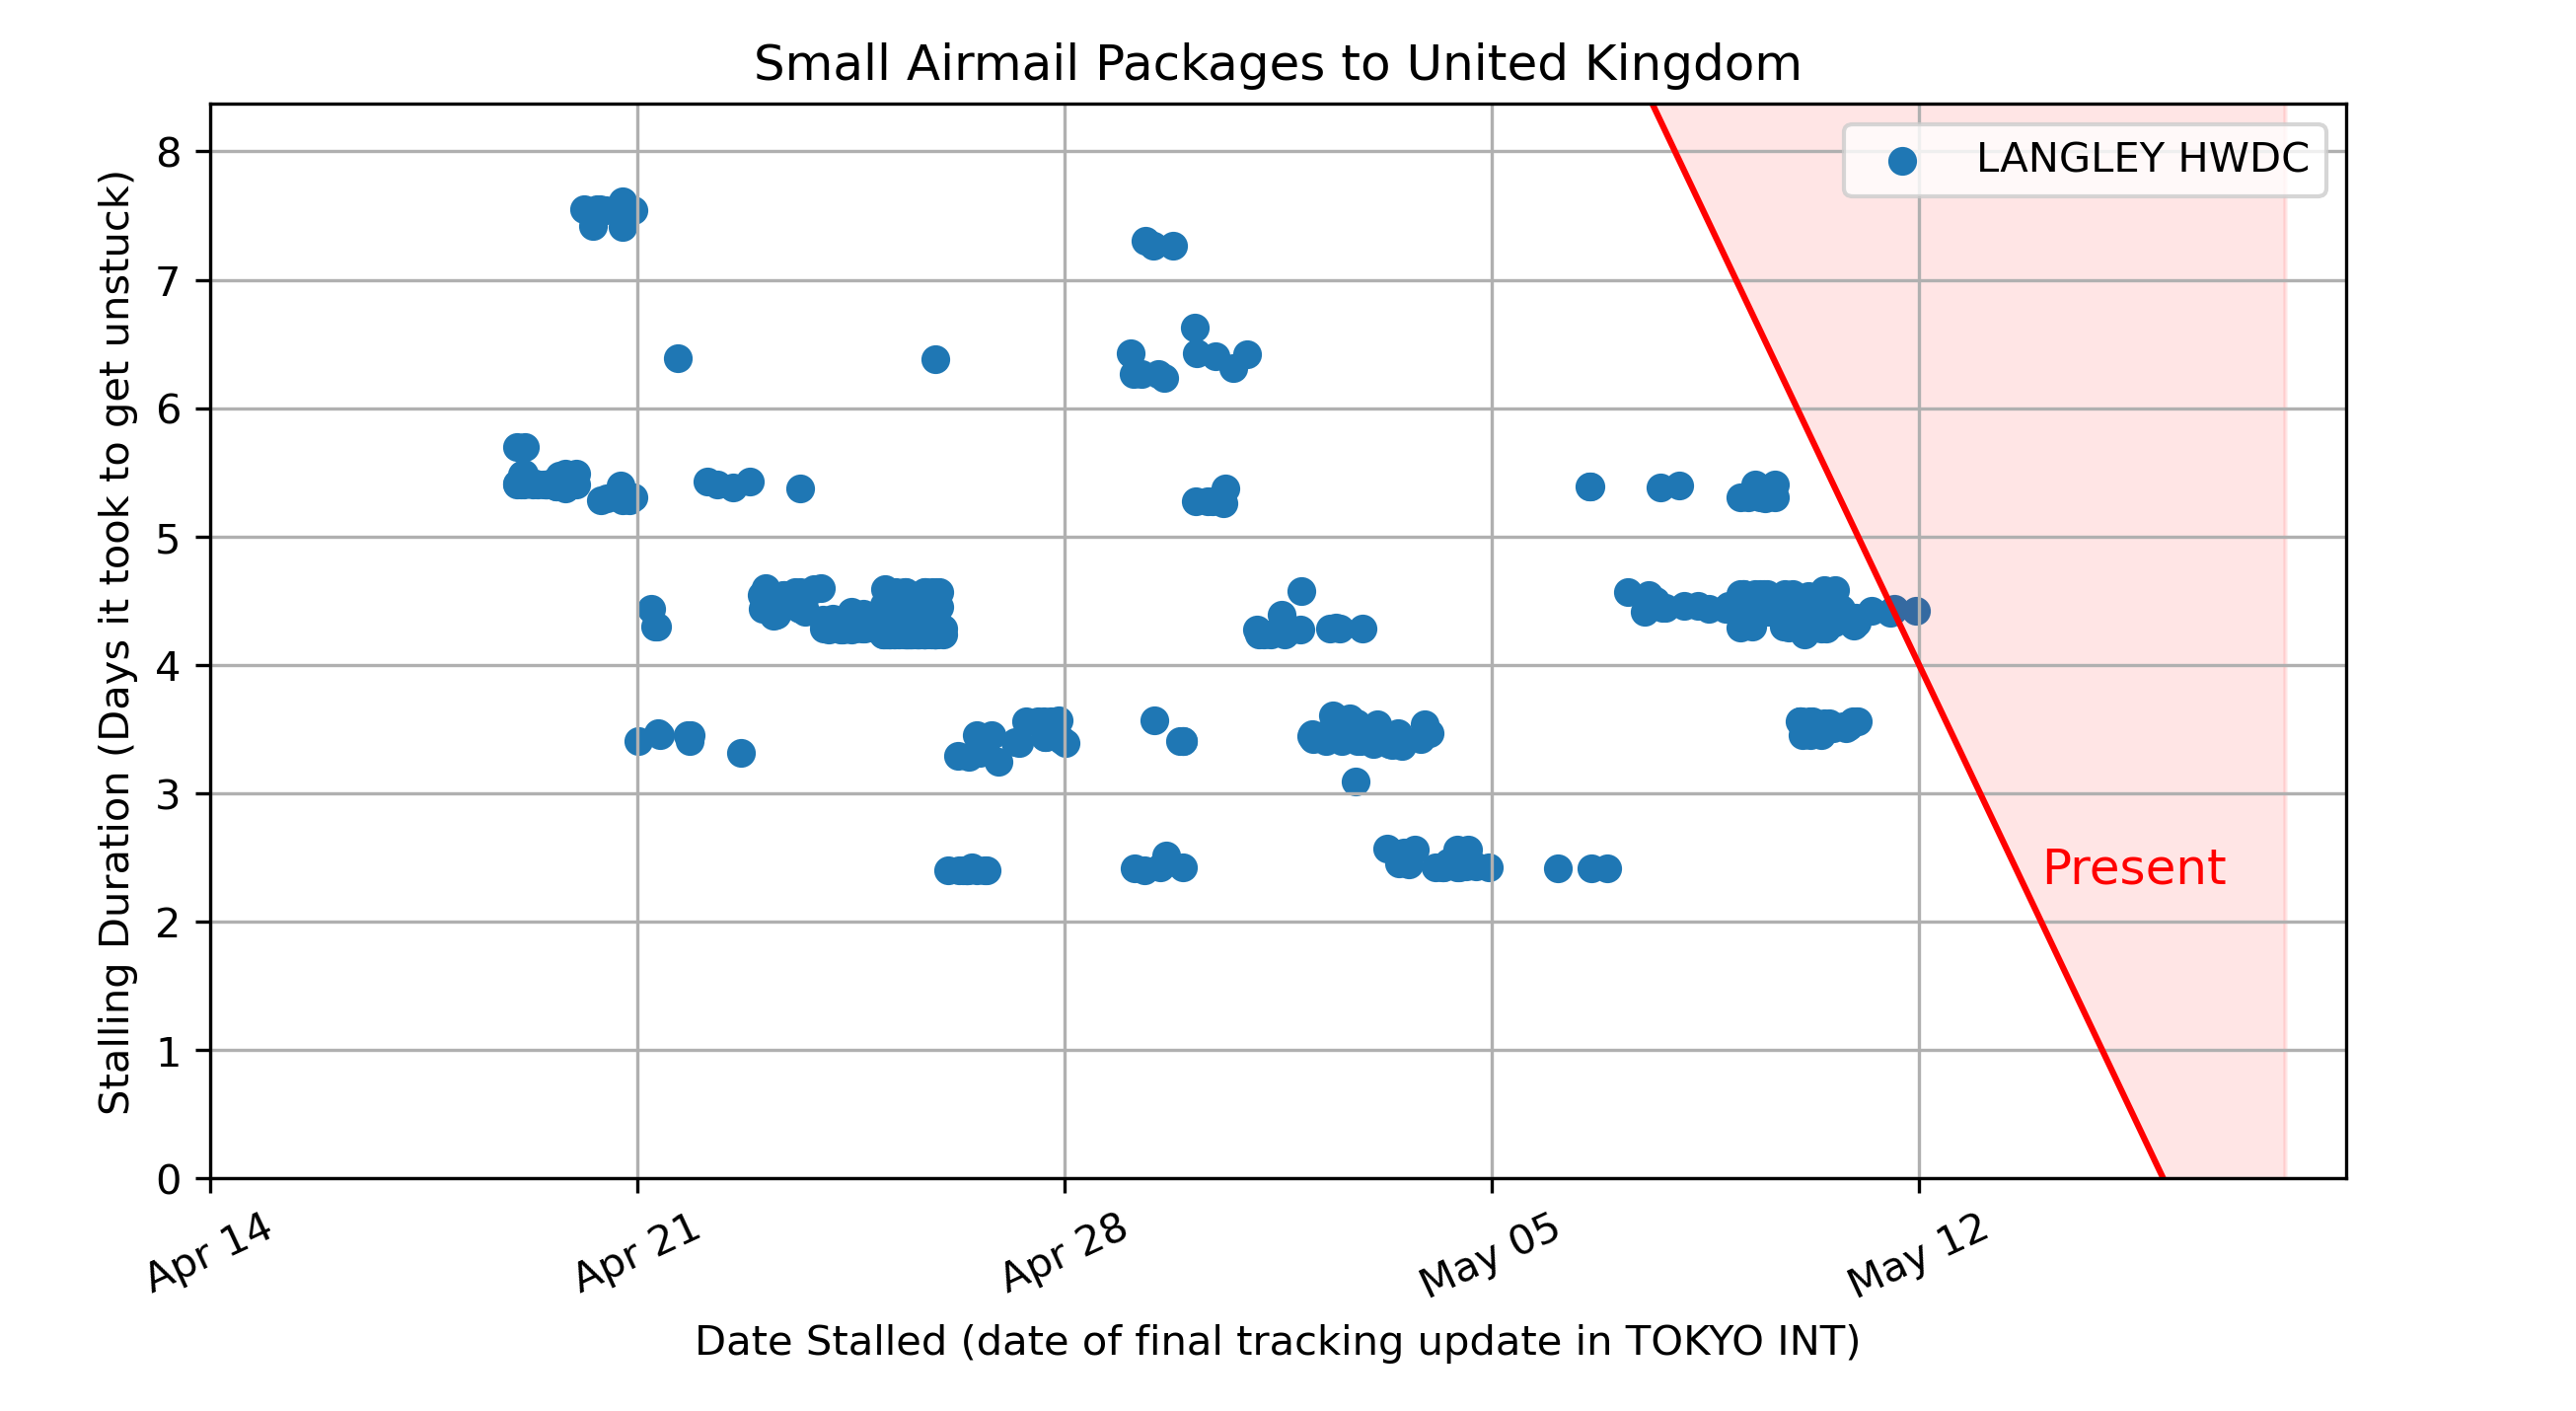 Small Airmail Packages to United Kingdom
LANGLEY HWDC
Present
Stalling Duration (Days it took to get unstuck)
8
7
6
5
4
3
2
1
0
Apr 14
Apr 21
Apr 28
May 05
May 12
Date Stalled (date of final tracking update in TOKYO INT)